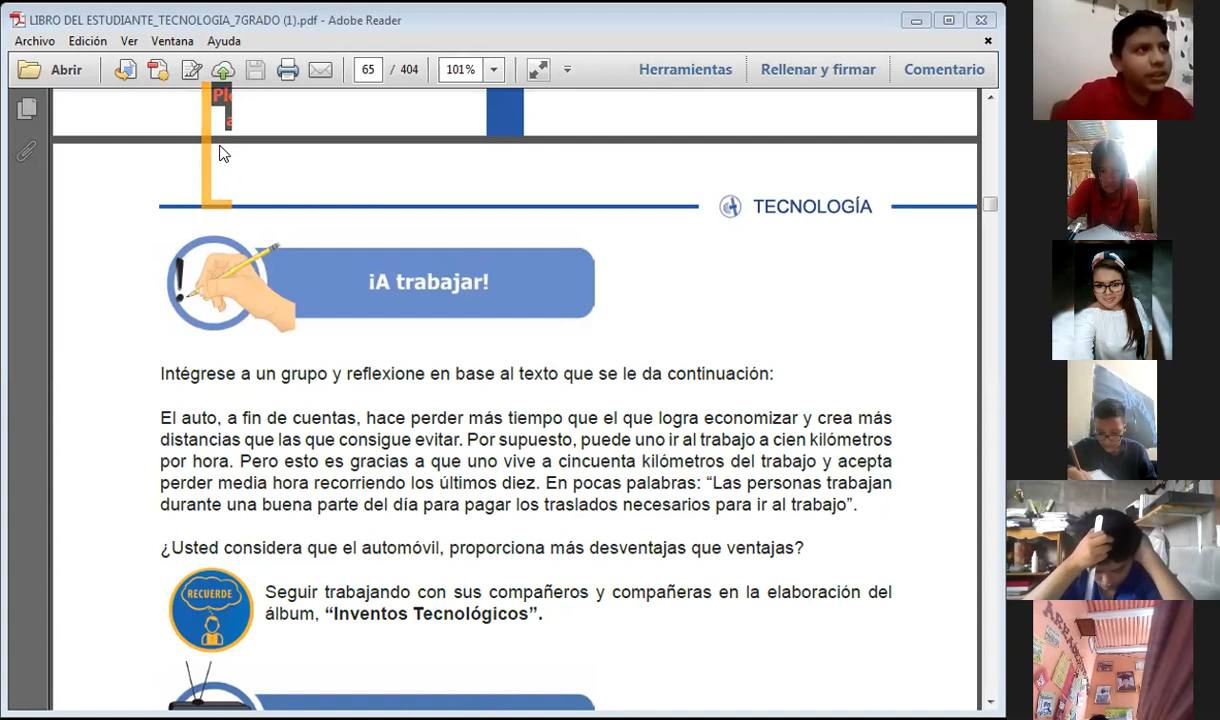 LIBRO DEL ESTUDIANTE_TECNOLOGIA_7GRADO (1).pdf - Adobe Reader
Archivo Edición Ver Ventana Ayuda
Abrir 65 / 404 101% Herramientas Rellenar y firmar Comentario
TECNOLOGÍA
¡A trabajar!
Intégrese a un grupo y reflexione en base al texto que se le da continuación:
El auto, a fin de cuentas, hace perder más tiempo que el que logra economizar y crea más
distancias que las que consigue evitar. Por supuesto, puede uno ir al trabajo a cien kilómetros
por hora. Pero esto es gracias a que uno vive a cincuenta kilómetros del trabajo y acepta
perder media hora recorriendo los últimos diez. En pocas palabras: “Las personas trabajan
durante una buena parte del día para pagar los traslados necesarios para ir al trabajo”.
¿Usted considera que el automóvil, proporciona más desventajas que ventajas?
RECUERDE
Seguir trabajando con sus compañeros y compañeras en la elaboración del
álbum, “Inventos Tecnológicos”.